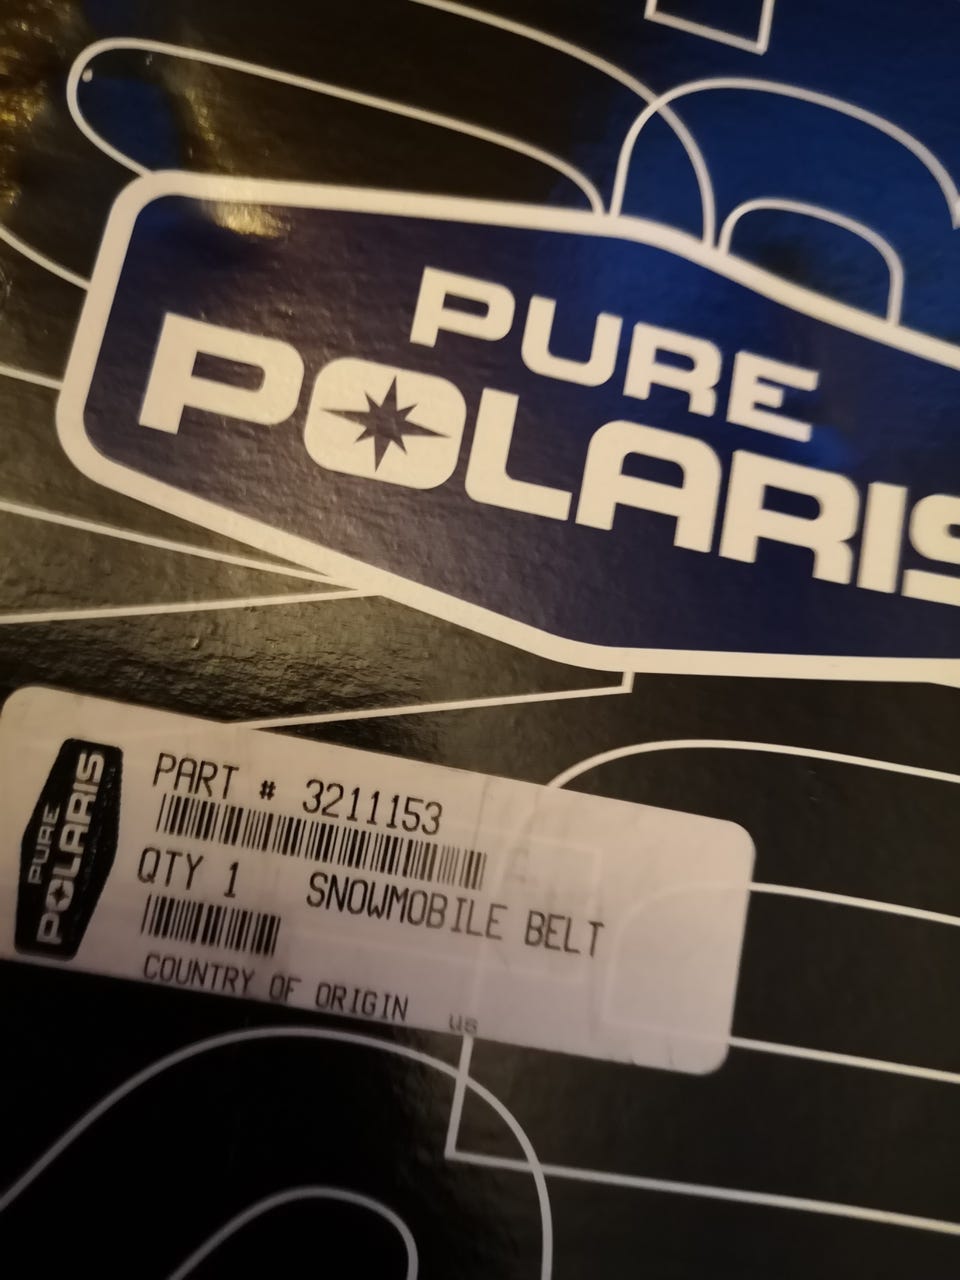 PURE
POLARIS
PURE
POLARIS
PART # 3211153
QTY 1 SNOWMOBILE BELT
COUNTRY OF ORIGIN us